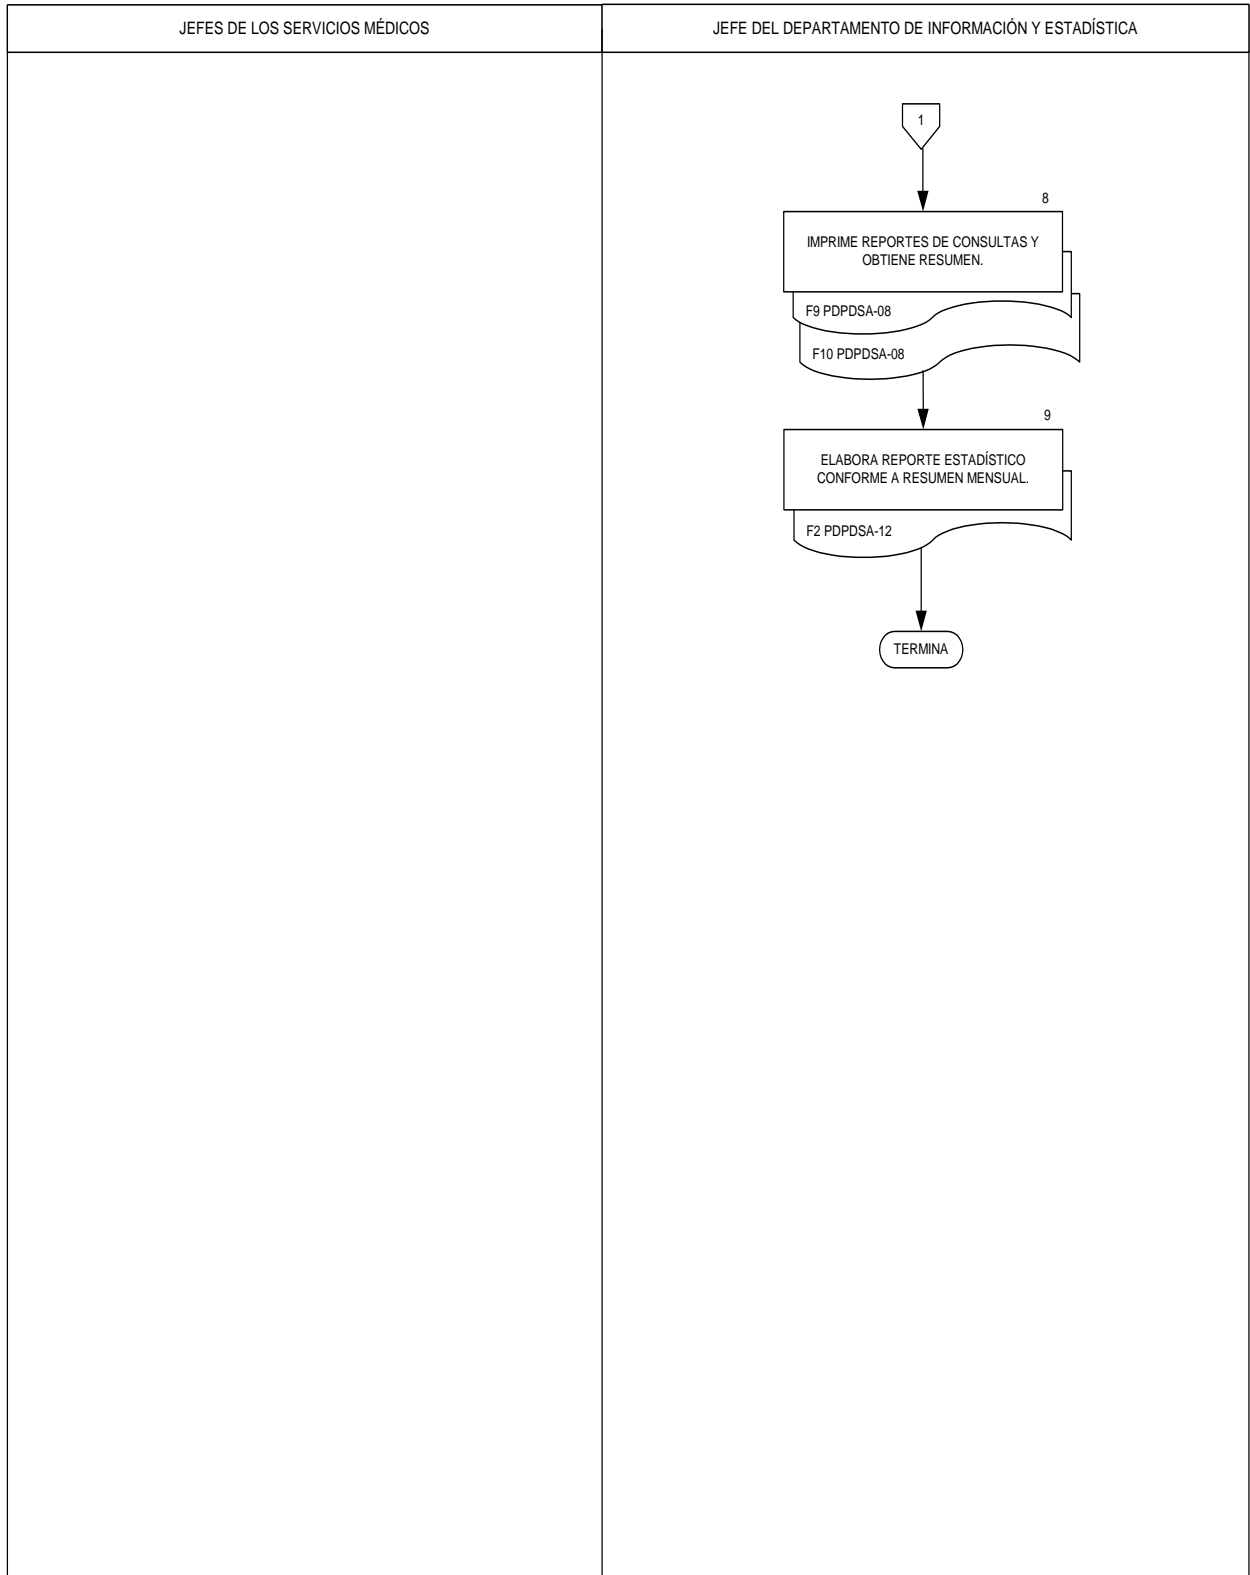 JEFES DE LOS SERVICIOS MÉDICOS
JEFE DEL DEPARTAMENTO DE INFORMACIÓN Y ESTADÍSTICA
1
8
IMPRIME REPORTES DE CONSULTAS Y
OBTIENE RESUMEN.
F9 PDPDSA-08
F10 PDPDSA-08
9
ELABORA REPORTE ESTADÍSTICO
CONFORME A RESUMEN MENSUAL.
F2 PDPDSA-12
TERMINA